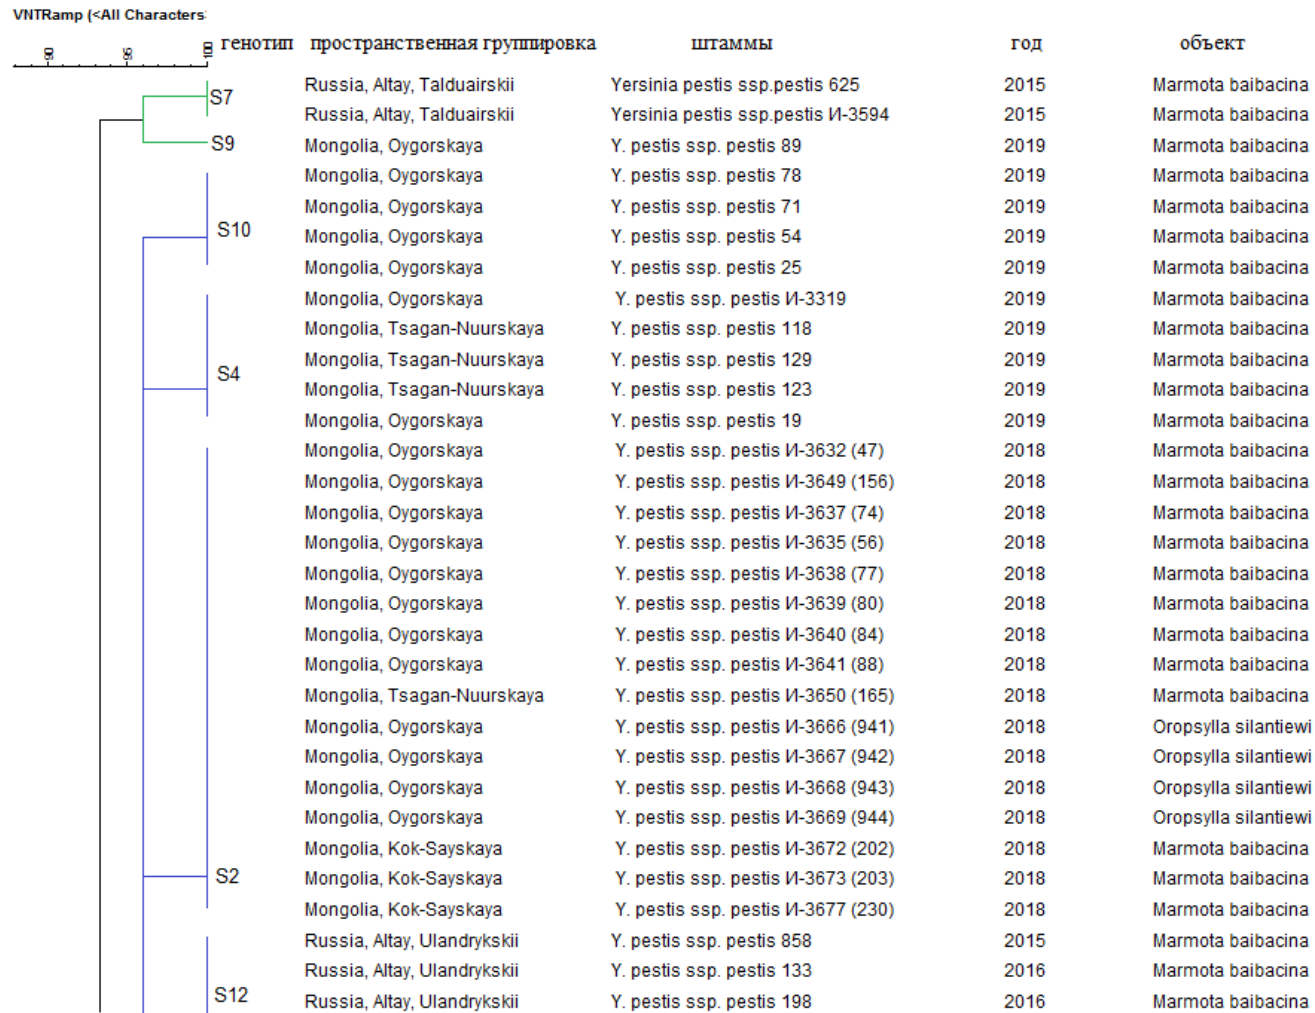 VNTRamp (<All Characters:
90 95 100 генотип пространственная группировка штаммы год объект
S7 Russia, Altay, Talduairskii Yersinia pestis ssp.pestis 625 2015 Marmota baibacina
Russia, Altay, Talduairskii Yersinia pestis ssp.pestis И-3594 2015 Marmota baibacina
S9 Mongolia, Oygorskaya Y. pestis ssp. pestis 89 2019 Marmota baibacina
Mongolia, Oygorskaya Y. pestis ssp. pestis 78 2019 Marmota baibacina
Mongolia, Oygorskaya Y. pestis ssp. pestis 71 2019 Marmota baibacina
S10 Mongolia, Oygorskaya Y. pestis ssp. pestis 54 2019 Marmota baibacina
Mongolia, Oygorskaya Y. pestis ssp. pestis 25 2019 Marmota baibacina
Mongolia, Oygorskaya Y. pestis ssp. pestis И-3319 2019 Marmota baibacina
Mongolia, Tsagan-Nuurskaya Y. pestis ssp. pestis 118 2019 Marmota baibacina
Mongolia, Tsagan-Nuurskaya Y. pestis ssp. pestis 129 2019 Marmota baibacina
S4 Mongolia, Tsagan-Nuurskaya Y. pestis ssp. pestis 123 2019 Marmota baibacina
Mongolia, Oygorskaya Y. pestis ssp. pestis 19 2019 Marmota baibacina
Mongolia, Oygorskaya Y. pestis ssp. pestis И-3632 (47) 2018 Marmota baibacina
Mongolia, Oygorskaya Y. pestis ssp. pestis И-3649 (156) 2018 Marmota baibacina
Mongolia, Oygorskaya Y. pestis ssp. pestis И-3637 (74) 2018 Marmota baibacina
Mongolia, Oygorskaya Y. pestis ssp. pestis И-3635 (56) 2018 Marmota baibacina
Mongolia, Oygorskaya Y. pestis ssp. pestis И-3638 (77) 2018 Marmota baibacina
Mongolia, Oygorskaya Y. pestis ssp. pestis И-3639 (80) 2018 Marmota baibacina
Mongolia, Oygorskaya Y. pestis ssp. pestis И-3640 (84) 2018 Marmota baibacina
Mongolia, Oygorskaya Y. pestis ssp. pestis И-3641 (88) 2018 Marmota baibacina
Mongolia, Tsagan-Nuurskaya Y. pestis ssp. pestis И-3650 (165) 2018 Marmota baibacina
Mongolia, Oygorskaya Y. pestis ssp. pestis И-3666 (941) 2018 Oropsylla silantiewi
Mongolia, Oygorskaya Y. pestis ssp. pestis И-3667 (942) 2018 Oropsylla silantiewi
Mongolia, Oygorskaya Y. pestis ssp. pestis И-3668 (943) 2018 Oropsylla silantiewi
Mongolia, Oygorskaya Y. pestis ssp. pestis И-3669 (944) 2018 Oropsylla silantiewi
Mongolia, Kok-Sayskaya Y. pestis ssp. pestis И-3672 (202) 2018 Marmota baibacina
S2 Mongolia, Kok-Sayskaya Y. pestis ssp. pestis И-3673 (203) 2018 Marmota baibacina
Mongolia, Kok-Sayskaya Y. pestis ssp. pestis И-3677 (230) 2018 Marmota baibacina
Russia, Altay, Ulandrykskii Y. pestis ssp. pestis 858 2015 Marmota baibacina
Russia, Altay, Ulandrykskii Y. pestis ssp. pestis 133 2016 Marmota baibacina
S12 Russia, Altay, Ulandrykskii Y. pestis ssp. pestis 198 2016 Marmota baibacina